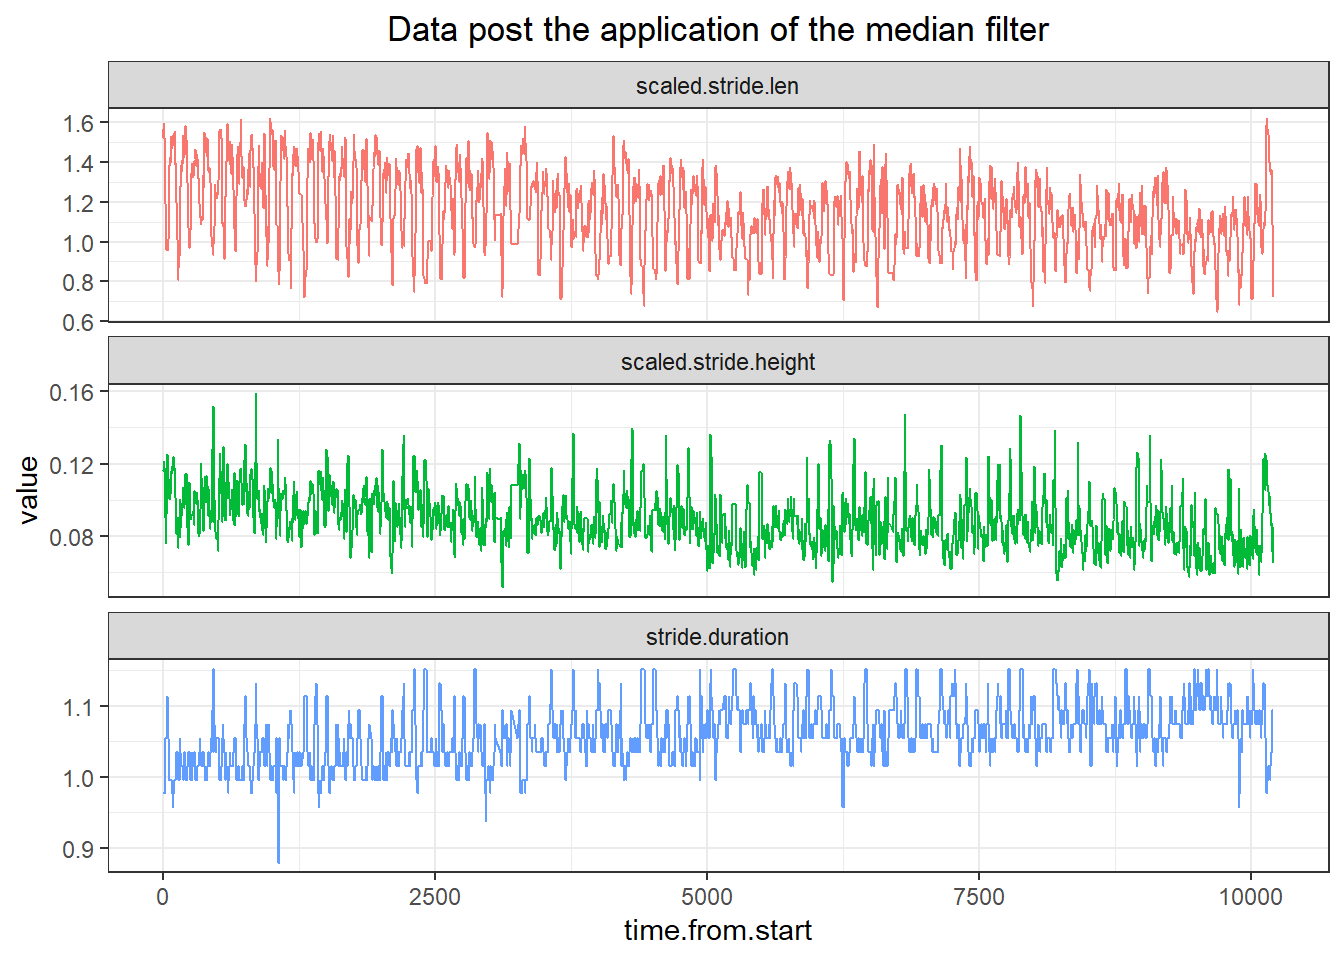 Data post the application of the median filter
scaled.stride.len
1.6
1.4
1.2
1.0
0.8
0.6
scaled.stride.height
0.16
0.12
0.08
value
stride.duration
1.1
1.0
0.9
0 2500 5000 7500 10000
time.from.start